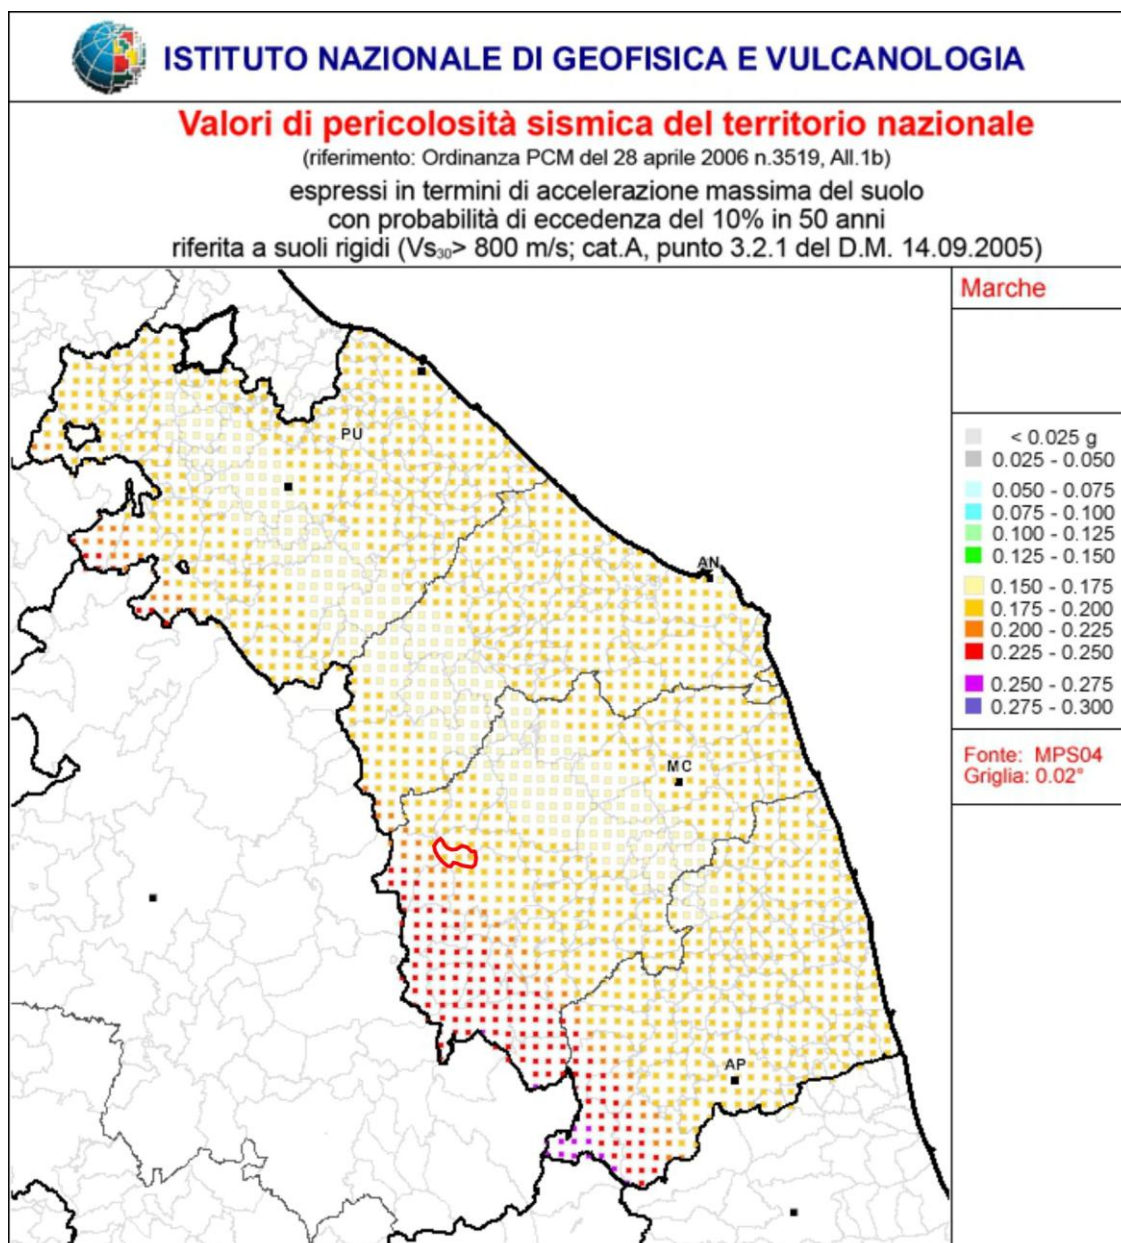 ISTITUTO NAZIONALE DI GEOFISICA E VULCANOLOGIA
Valori di pericolosità sismica del territorio nazionale
(riferimento: Ordinanza PCM del 28 aprile 2006 n.3519, All.1b)
espressi in termini di accelerazione massima del suolo
con probabilità di eccedenza del 10% in 50 anni
riferita a suoli rigidi (Vs₃₀> 800 m/s; cat.A, punto 3.2.1 del D.M. 14.09.2005)
Marche
PU
AN
MC
AP
< 0.025 g
0.025 - 0.050
0.050 - 0.075
0.075 - 0.100
0.100 - 0.125
0.125 - 0.150
0.150 - 0.175
0.175 - 0.200
0.200 - 0.225
0.225 - 0.250
0.250 - 0.275
0.275 - 0.300
Fonte: MPS04
Griglia: 0.02°